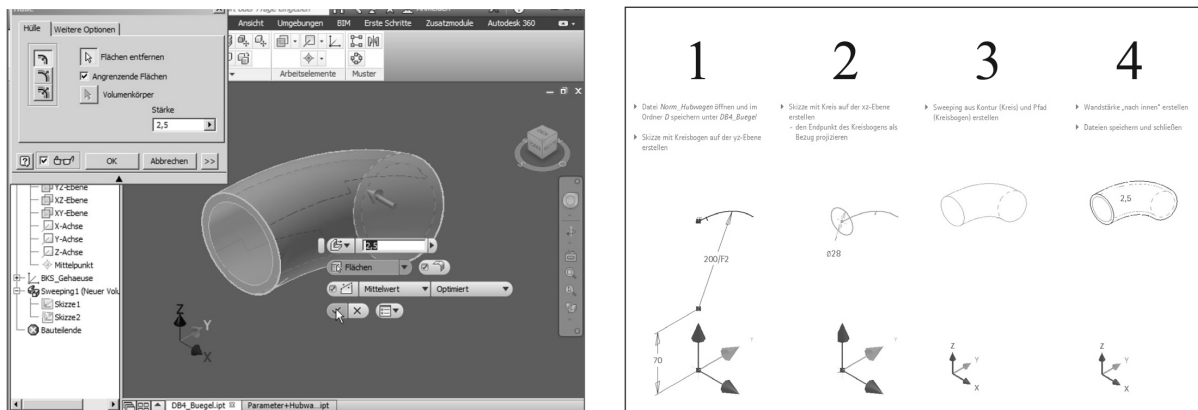 Hülle
Ansicht Umgebungen BIM Erste Schritte Zusatzmodule Autodesk 360
Hülle Weitere Optionen
Flächen entfernen
Angrenzende Flächen
Volumenkörper
Stärke
2,5
OK Abbrechen >>
Arbeitselemente Muster
YZ-Ebene
XZ-Ebene
XY-Ebene
X-Achse
Y-Achse
Z-Achse
Mittelpunkt
BKS_Gehaeuse
Sweeping1 (Neuer Volu
Skizze1
Skizze2
Bauteilende
2,5
Flächen
Mittelwert Optimiert
Z
Y
X
DB4_Buegel.ipt Parameter+Hubwa...ipt
1
Datei Norm_Hubwagen öffnen und im
Ordner D speichern unter DB4_Buegel
Skizze mit Kreisbogen auf der yz-Ebene
erstellen
200/F2
70
Y
2
Skizze mit Kreis auf der xz-Ebene
erstellen
– den Endpunkt des Kreisbogens als
Bezug projizieren
ø28
Y
3
Sweeping aus Kontur (Kreis) und Pfad
(Kreisbogen) erstellen
Z
Y
X
4
Wandstärke „nach innen" erstellen
Dateien speichern und schließen
2,5
Z
Y
X